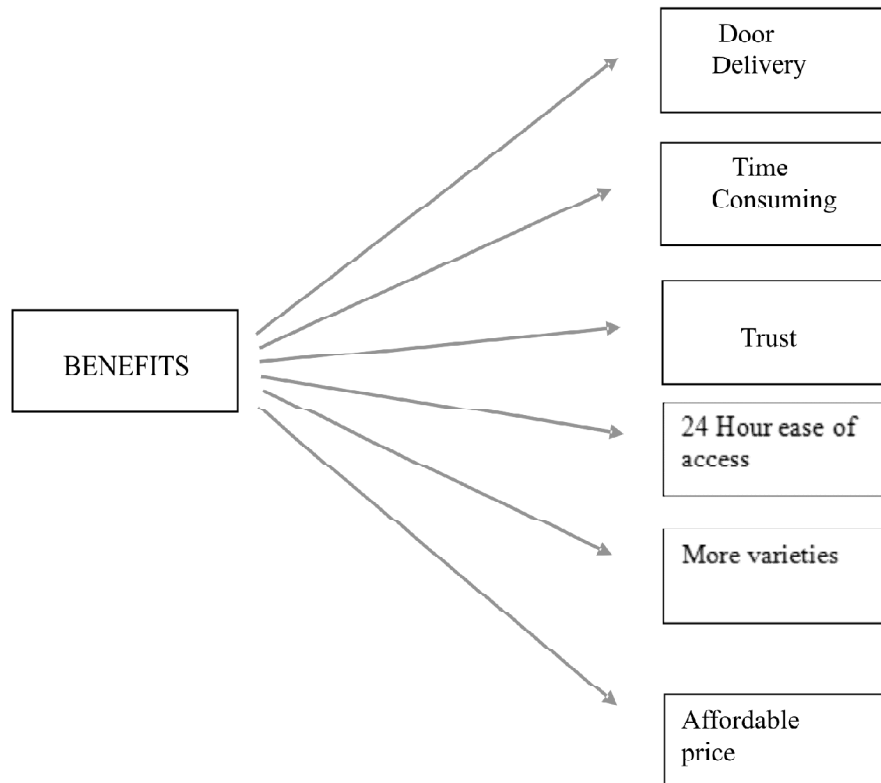 Door
Delivery
Time
Consuming
Trust
BENEFITS
24 Hour ease of
access
More varieties
Affordable
price